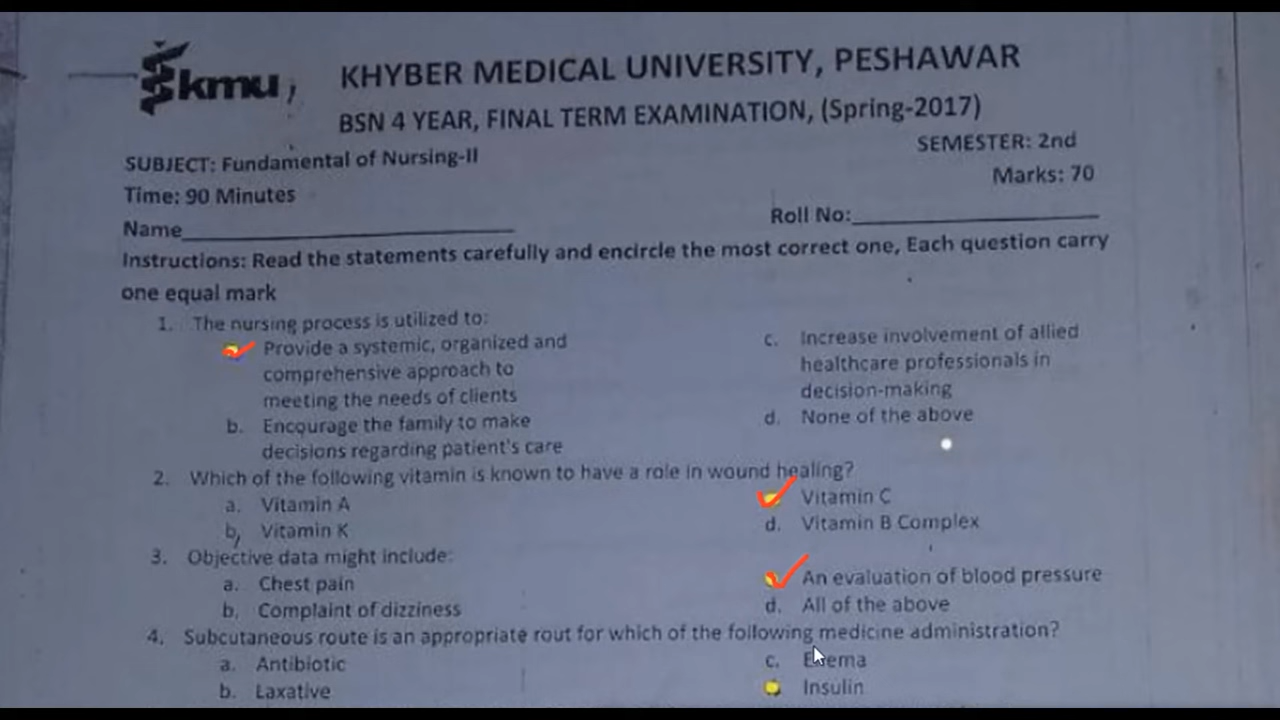 kmu
KHYBER MEDICAL UNIVERSITY, PESHAWAR
BSN 4 YEAR, FINAL TERM EXAMINATION, (Spring-2017)
SUBJECT: Fundamental of Nursing-II
SEMESTER: 2nd
Time: 90 Minutes
Marks: 70
Name
Roll No:
Instructions: Read the statements carefully and encircle the most correct one, Each question carry
one equal mark
1. The nursing process is utilized to:
Provide a systemic, organized and
comprehensive approach to
meeting the needs of clients
b. Encourage the family to make
decisions regarding patient's care
c. Increase involvement of allied
healthcare professionals in
decision-making
d. None of the above
2. Which of the following vitamin is known to have a role in wound healing?
a. Vitamin A
b, Vitamin K
Vitamin C
d. Vitamin B Complex
3. Objective data might include:
a. Chest pain
b. Complaint of dizziness
An evaluation of blood pressure
d. All of the above
4. Subcutaneous route is an appropriate rout for which of the following medicine administration?
a. Antibiotic
b. Laxative
c. Enema
Insulin